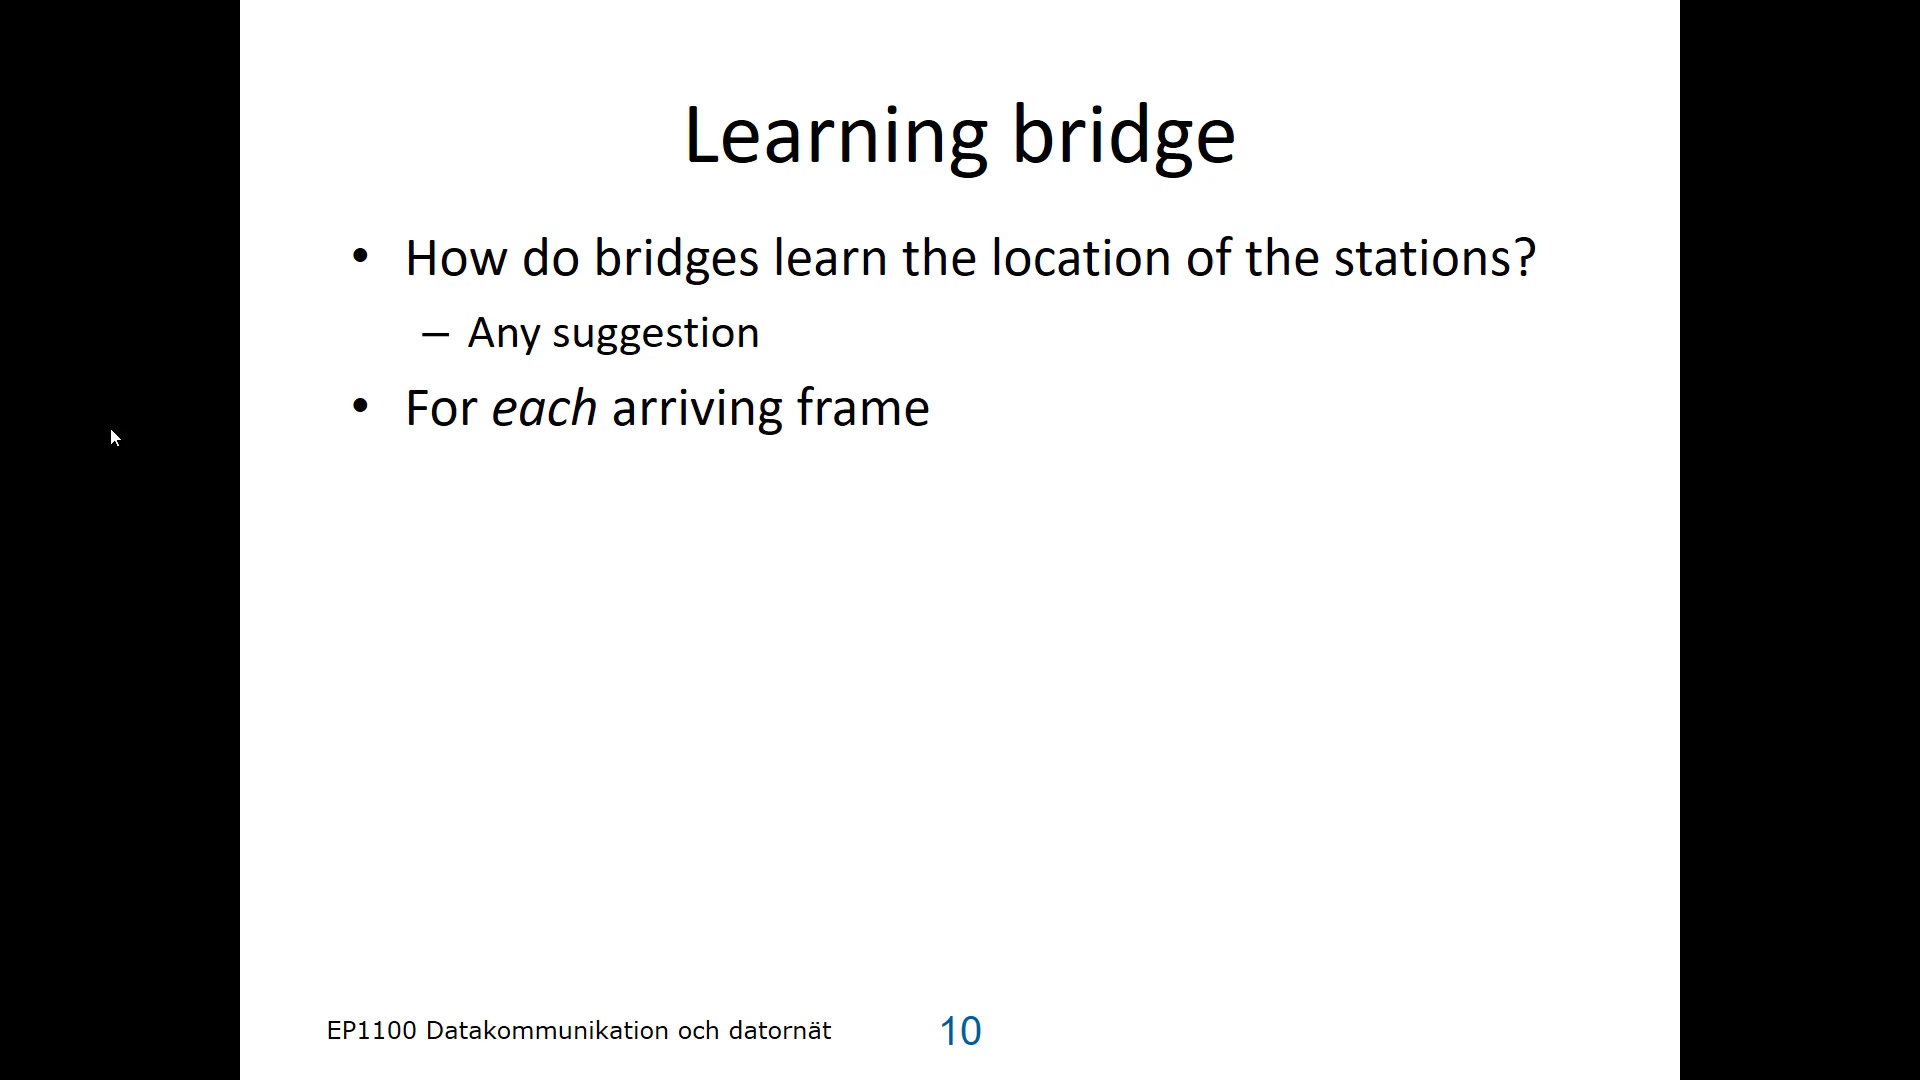 Learning bridge
• How do bridges learn the location of the stations?
– Any suggestion
• For each arriving frame
EP1100 Datakommunikation och datornät 10